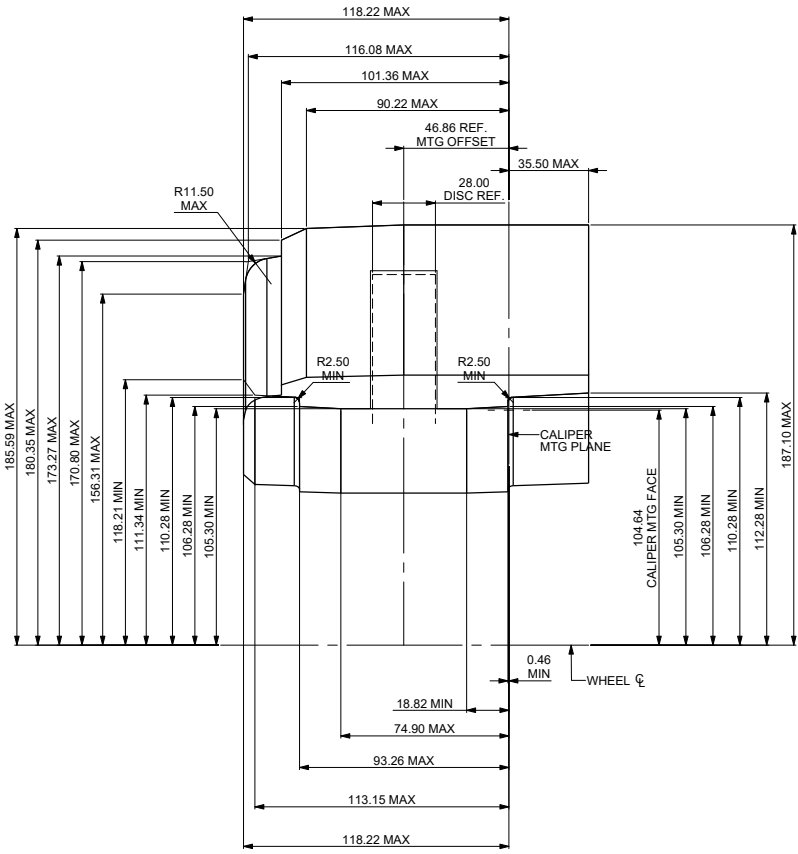 118.22 MAX
116.08 MAX
101.36 MAX
90.22 MAX
46.86 REF.
MTG OFFSET
35.50 MAX
28.00
DISC REF.
R11.50
MAX
R2.50
MIN
R2.50
MIN
185.59 MAX
180.35 MAX
173.27 MAX
170.80 MAX
156.31 MAX
118.21 MIN
111.34 MIN
110.28 MIN
106.28 MIN
105.30 MIN
CALIPER
MTG PLANE
104.64
CALIPER MTG FACE
105.30 MIN
106.28 MIN
110.28 MIN
112.28 MIN
187.10 MAX
0.46
MIN
WHEEL ℄
18.82 MIN
74.90 MAX
93.26 MAX
113.15 MAX
118.22 MAX